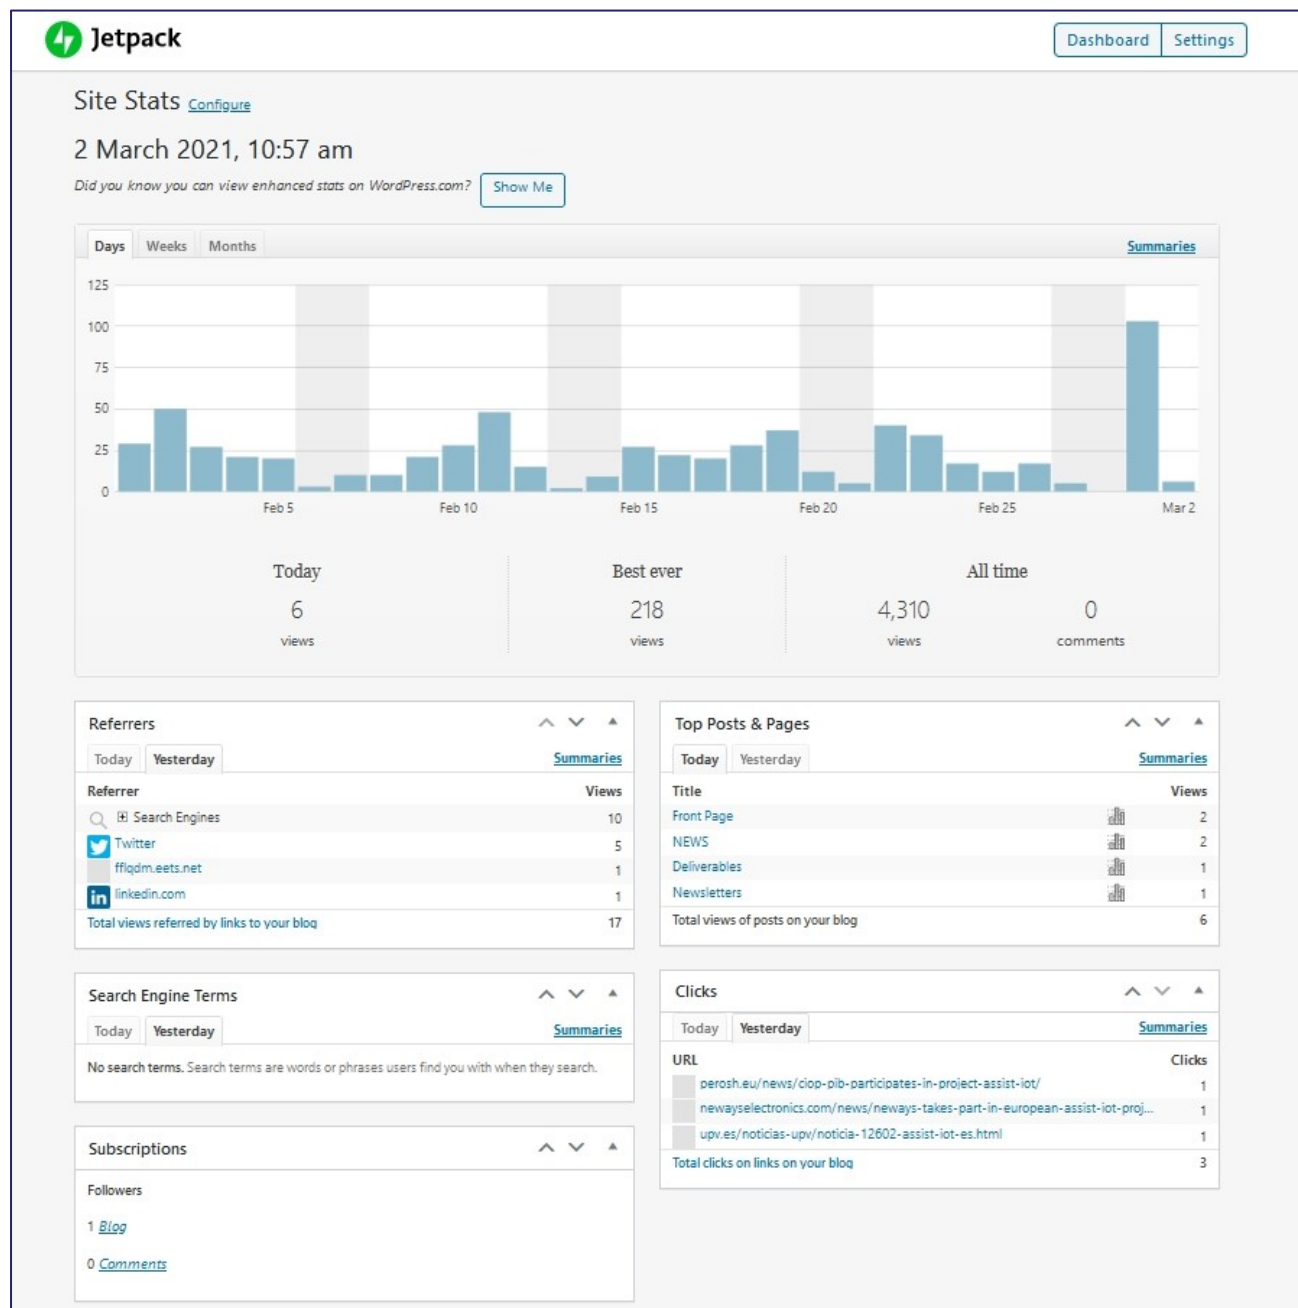 Jetpack
Dashboard Settings
Site Stats Configure
2 March 2021, 10:57 am
Did you know you can view enhanced stats on WordPress.com? Show Me
Days Weeks Months Summaries
125
100
75
50
25
0
Feb 5 Feb 10 Feb 15 Feb 20 Feb 25 Mar 2
Today Best ever All time
6 218 4,310 0
views views views comments
Referrers
Today Yesterday Summaries
Referrer Views
Search Engines 10
Twitter 5
fflqdm.eets.net 1
in linkedin.com 1
Total views referred by links to your blog 17
Top Posts & Pages
Today Yesterday Summaries
Title Views
Front Page 2
NEWS 2
Deliverables 1
Newsletters 1
Total views of posts on your blog 6
Search Engine Terms
Today Yesterday Summaries
No search terms. Search terms are words or phrases users find you with when they search.
Clicks
Today Yesterday Summaries
URL Clicks
perosh.eu/news/ciop-pib-participates-in-project-assist-iot/ 1
newayselectronics.com/news/neways-takes-part-in-european-assist-iot-proj... 1
upv.es/noticias-upv/noticia-12602-assist-iot-es.html 1
Total clicks on links on your blog 3
Subscriptions
Followers
1 Blog
0 Comments